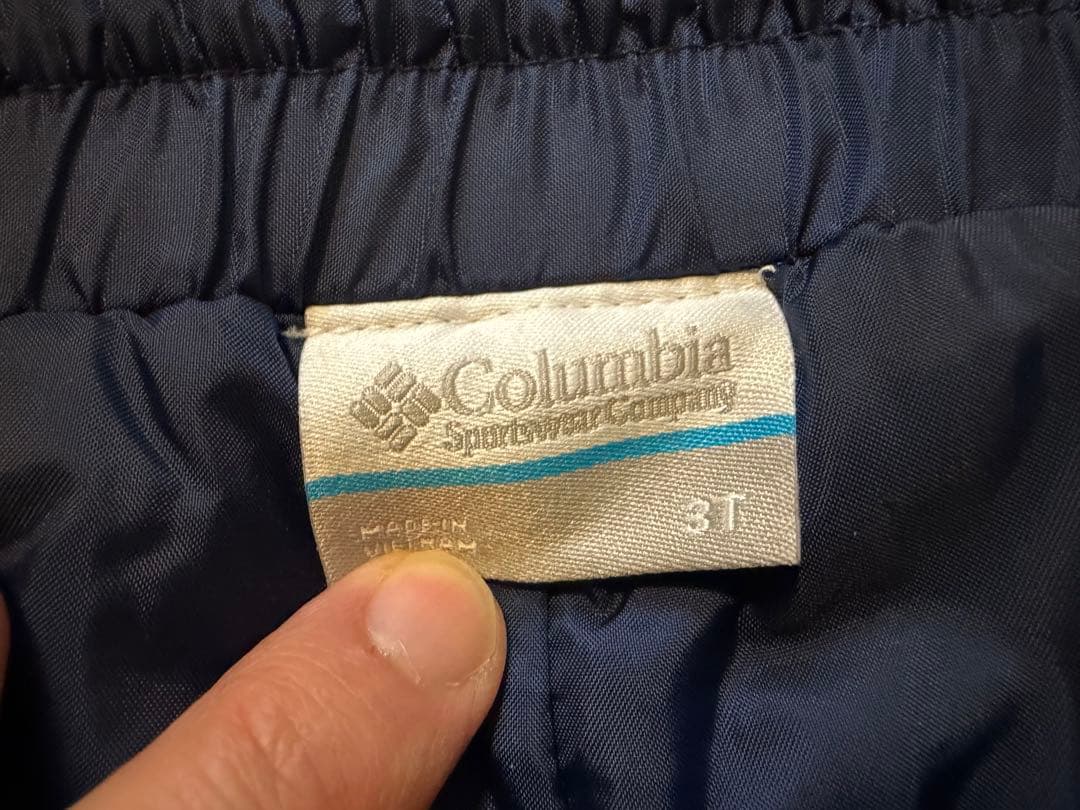 Columbia
Sportswear Company
MADE IN
VIETNAM
3T